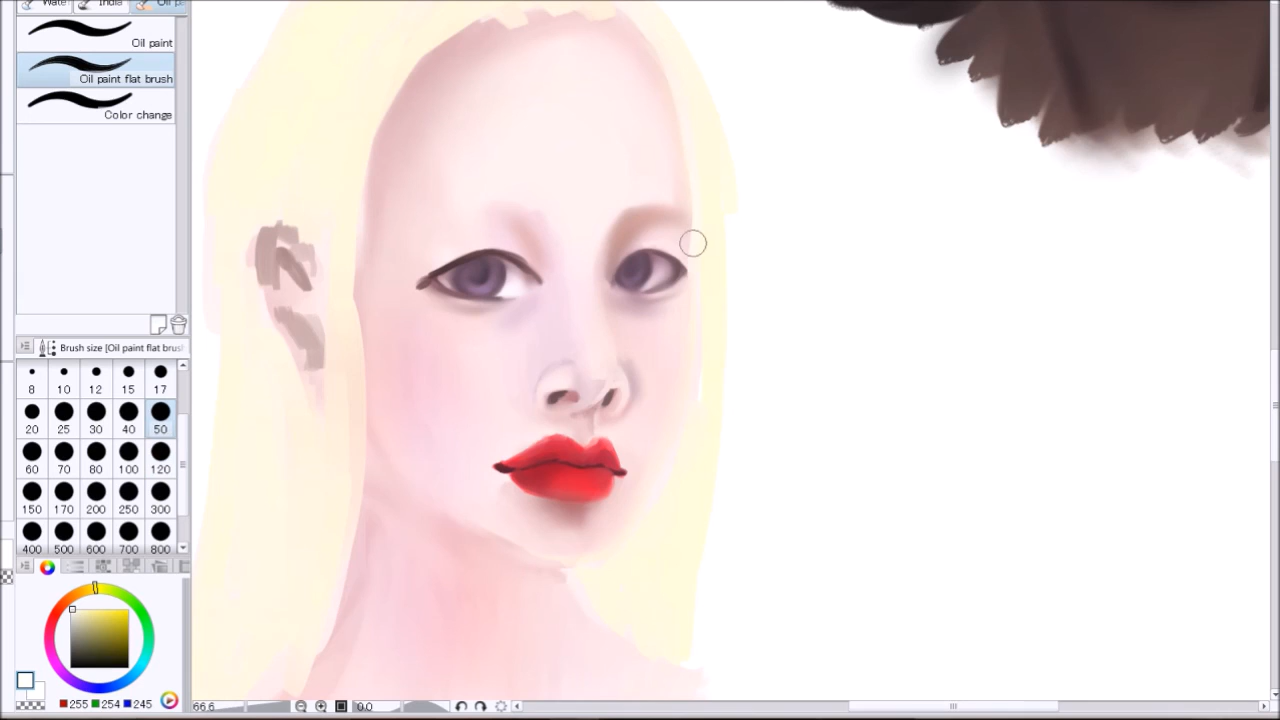 Oil p
Oil paint
Oil paint flat brush
Color change
Brush size [Oil paint flat brus
8 10 12 15 17
20 25 30 40 50
60 70 80 100 120
150 170 200 250 300
400 500 600 700 800
255 254 245
66.6 0.0